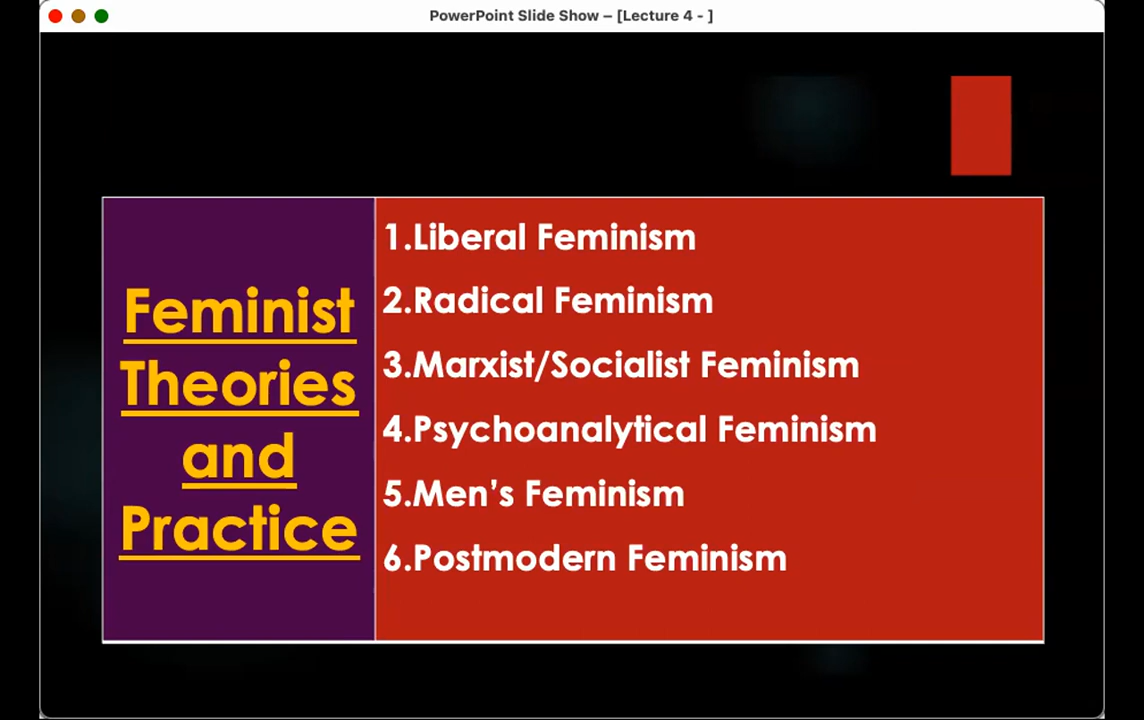 PowerPoint Slide Show – [Lecture 4 - ]
Feminist
Theories
and
Practice
1.Liberal Feminism
2.Radical Feminism
3.Marxist/Socialist Feminism
4.Psychoanalytical Feminism
5.Men’s Feminism
6.Postmodern Feminism